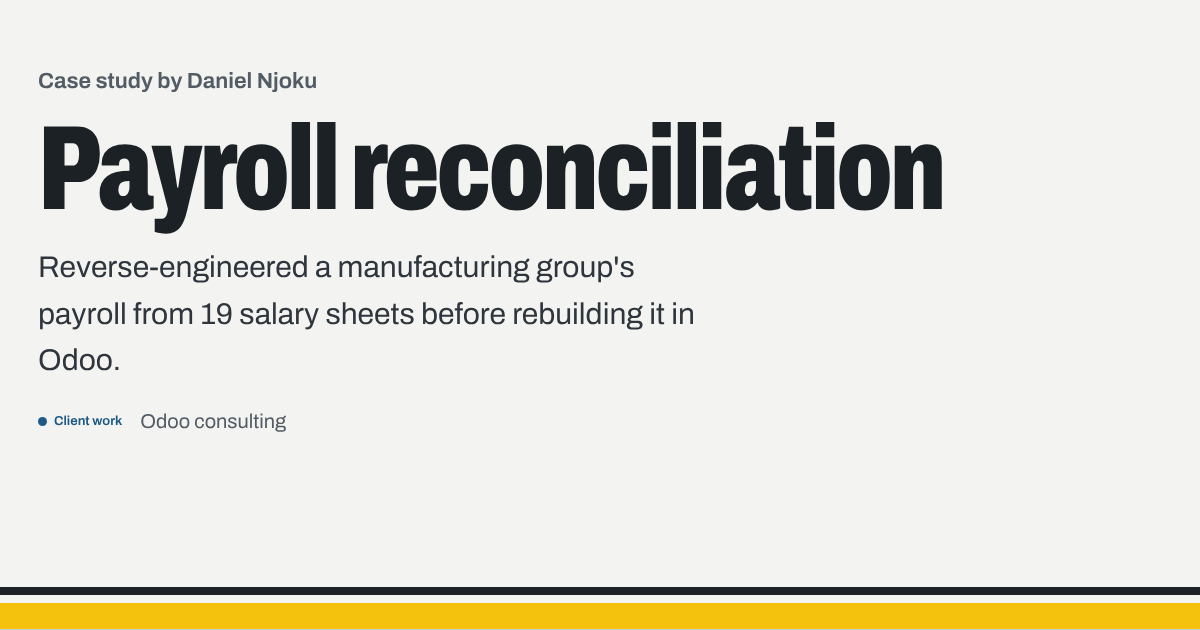 Case study by Daniel Njoku
Payroll reconciliation
Reverse-engineered a manufacturing group's
payroll from 19 salary sheets before rebuilding it in
Odoo.
Client work Odoo consulting